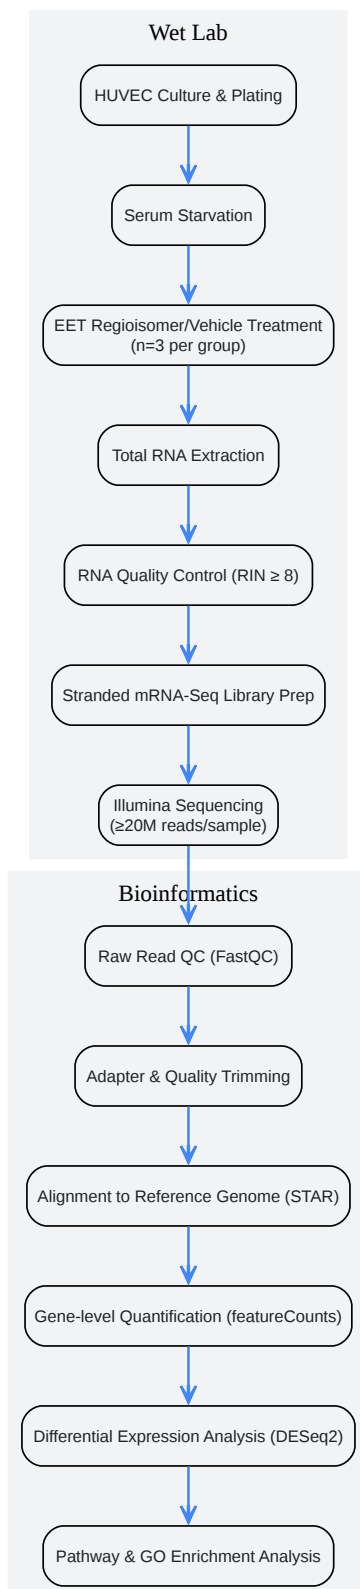 Wet Lab
HUVEC Culture & Plating
Serum Starvation
EET Regioisomer/Vehicle Treatment
(n=3 per group)
Total RNA Extraction
RNA Quality Control (RIN ≥ 8)
Stranded mRNA-Seq Library Prep
Illumina Sequencing
(≥20M reads/sample)
Bioinformatics
Raw Read QC (FastQC)
Adapter & Quality Trimming
Alignment to Reference Genome (STAR)
Gene-level Quantification (featureCounts)
Differential Expression Analysis (DESeq2)
Pathway & GO Enrichment Analysis